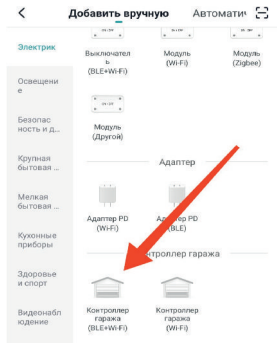 Добавить вручную Автомати
Электрик
Выключател
ь
(BLE+Wi-Fi)
Модуль
(Wi-Fi)
Модуль
(Zigbee)
Освещени
е
Безопас
ность и д...
Модуль
(Другой)
Крупная
бытовая ...
Адаптер
Мелкая
бытовая ...
Адаптер PD
(Wi-Fi)
Адаптер PD
(BLE)
Кухонные
приборы
нтроллер гаража
Здоровье
и спорт
Видеонабл
юдение
Контроллер
гаража
(BLE+Wi-Fi)
Контроллер
гаража
(Wi-Fi)